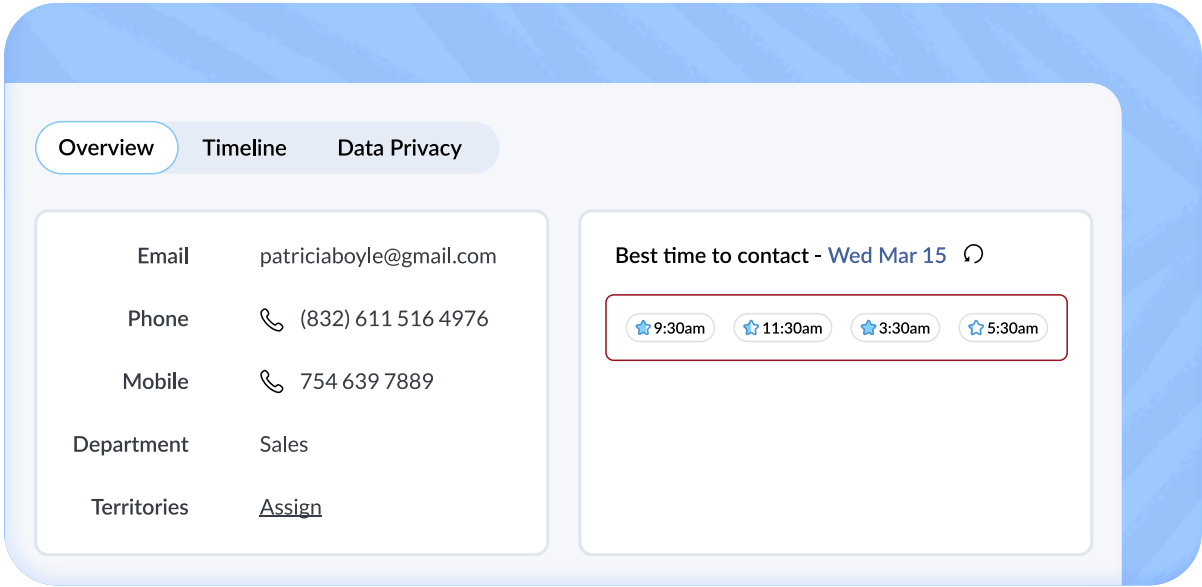 Overview Timeline Data Privacy
Email patriciaboyle@gmail.com
Phone (832) 611 516 4976
Mobile 754 639 7889
Department Sales
Territories Assign
Best time to contact - Wed Mar 15
9:30am 11:30am 3:30am 5:30am